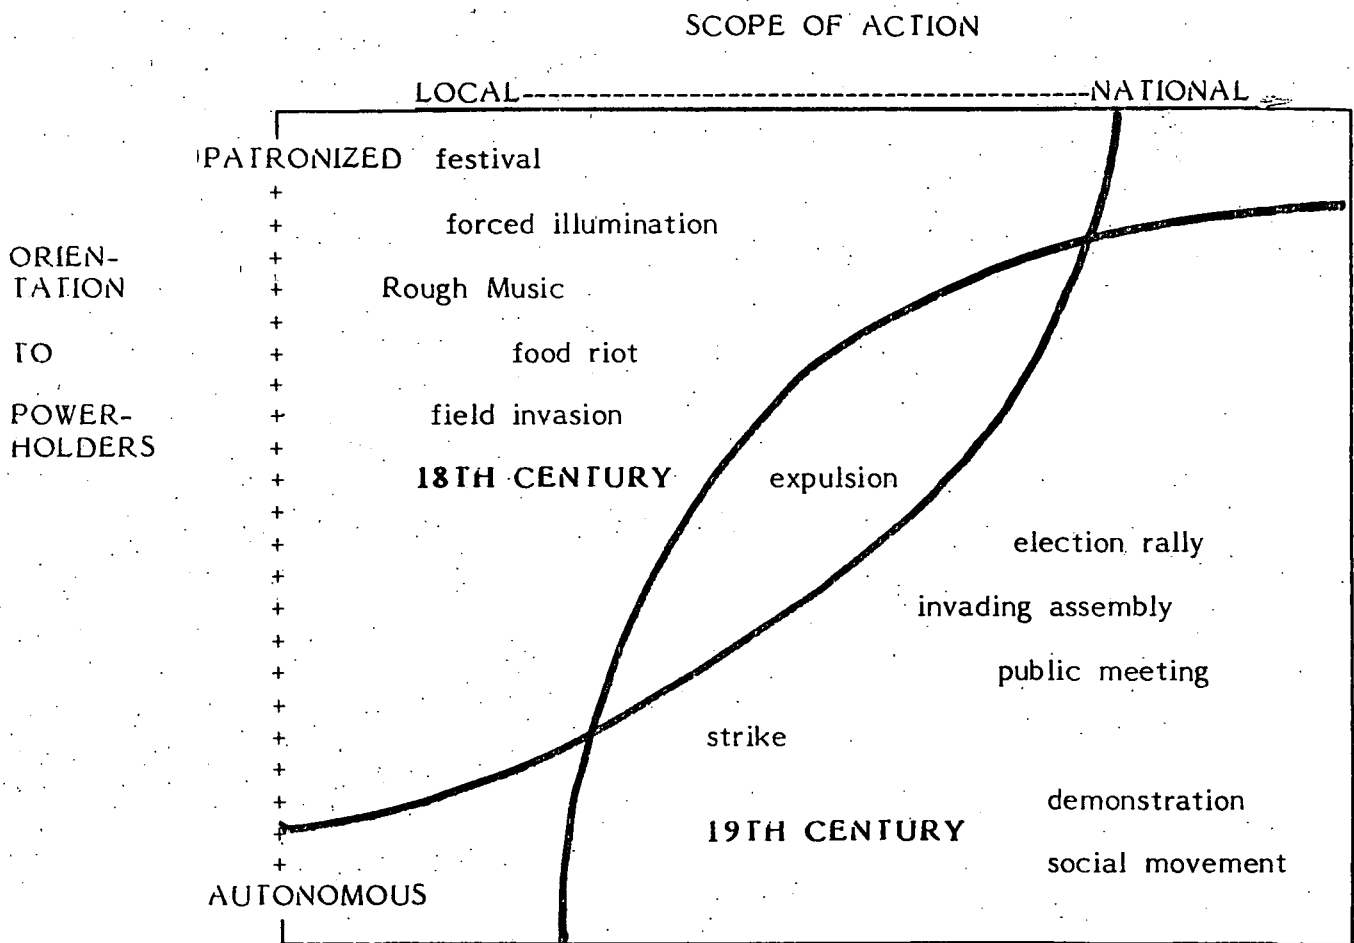 SCOPE OF ACTION
LOCAL------------------------------------NATIONAL
PATRONIZED festival
forced illumination
ORIEN-
TATION
Rough Music
TO
food riot
POWER-
HOLDERS
field invasion
18TH CENTURY expulsion
election rally
invading assembly
public meeting
strike
demonstration
19TH CENTURY
social movement
AUTONOMOUS